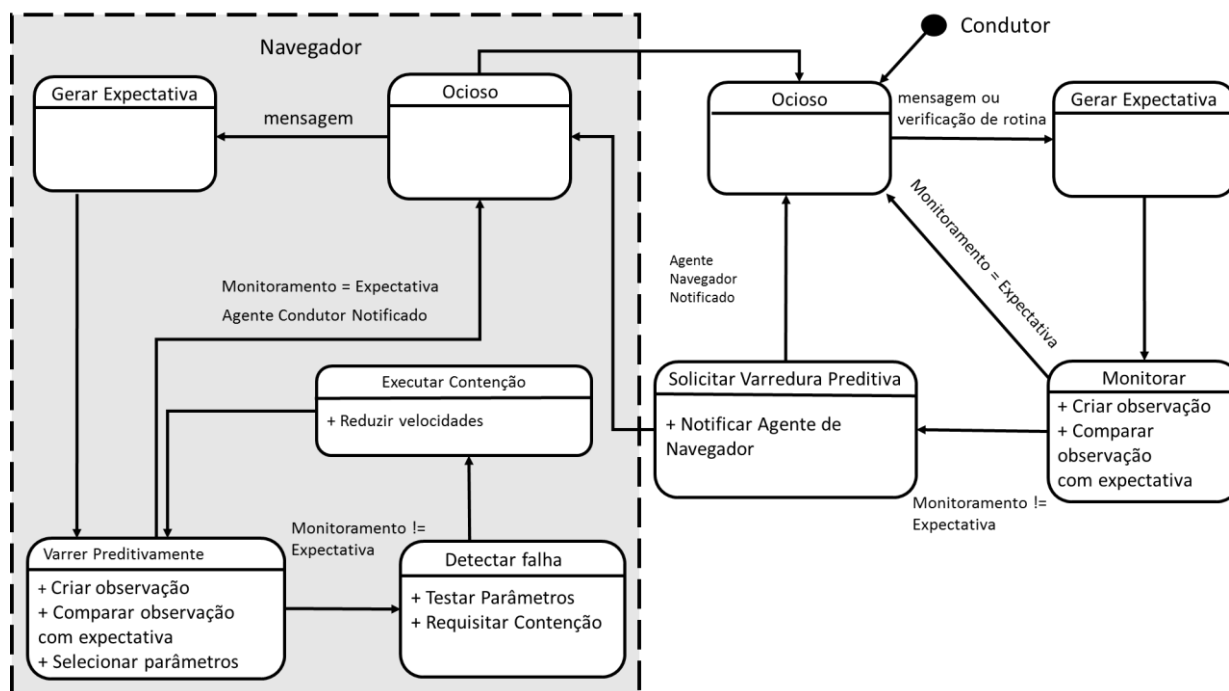 Navegador
Condutor
Gerar Expectativa
Ocioso
mensagem
Ocioso
mensagem ou
verificação de rotina
Gerar Expectativa
Monitoramento = Expectativa
Agente Condutor Notificado
Agente
Navegador
Notificado
Monitoramento = Expectativa
Executar Contenção
+ Reduzir velocidades
Solicitar Varredura Preditiva
+ Notificar Agente de
Navegador
Monitorar
+ Criar observação
+ Comparar
observação
com expectativa
Monitoramento !=
Expectativa
Monitoramento !=
Expectativa
Varrer Preditivamente
+ Criar observação
+ Comparar observação
com expectativa
+ Selecionar parâmetros
Detectar falha
+ Testar Parâmetros
+ Requisitar Contenção